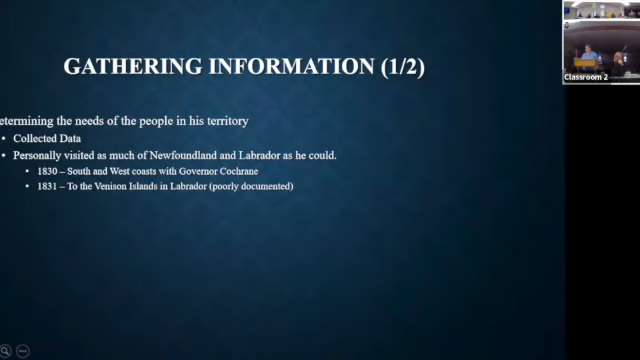 GATHERING INFORMATION (1/2)
etermining the needs of the people in his territory
• Collected Data
• Personally visited as much of Newfoundland and Labrador as he could.
• 1830 – South and West coasts with Governor Cochrane
• 1831 – To the Venison Islands in Labrador (poorly documented)
Classroom 2